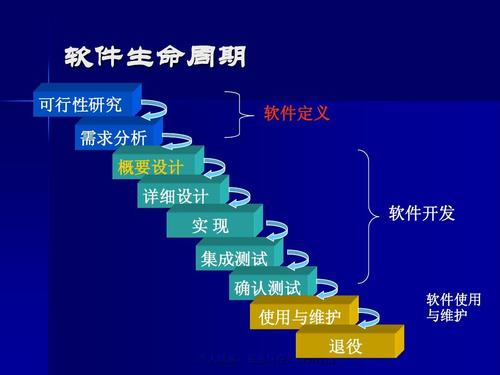 软件生命周期
可行性研究
软件定义
需求分析
概要设计
详细设计
软件开发
实 现
集成测试
确认测试
软件使用
与维护
使用与维护
退役